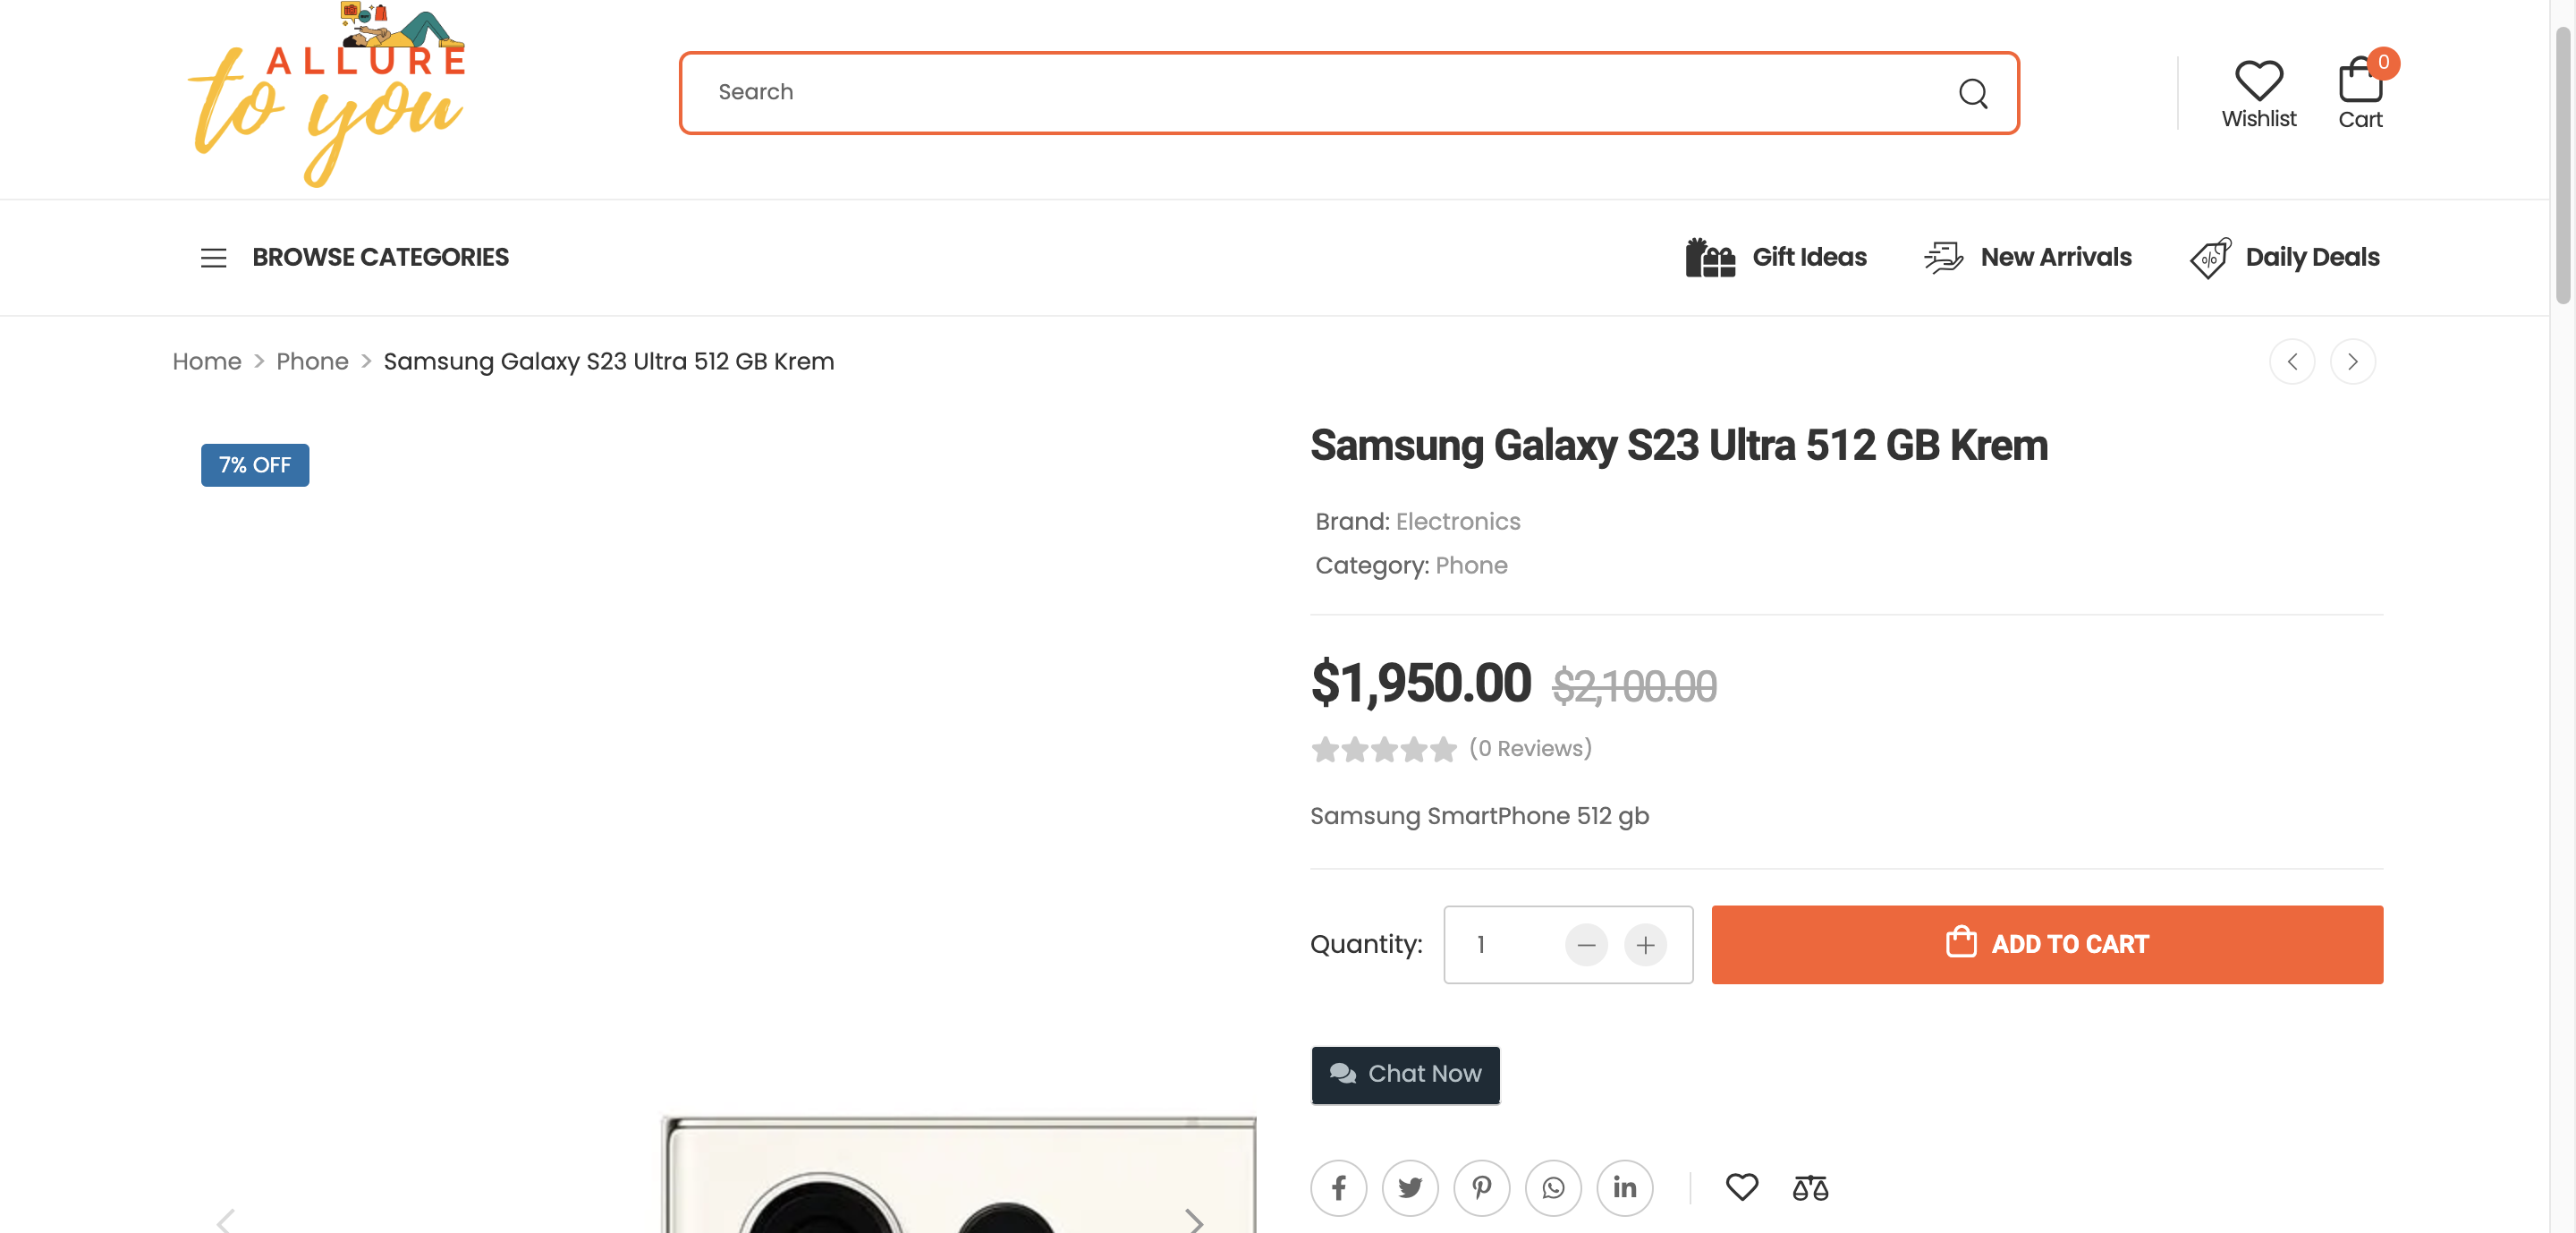 ALLURE
to you
Search
Wishlist
0
Cart
BROWSE CATEGORIES
Gift Ideas
New Arrivals
Daily Deals
Home > Phone > Samsung Galaxy S23 Ultra 512 GB Krem
7% OFF
Samsung Galaxy S23 Ultra 512 GB Krem
Brand: Electronics
Category: Phone
$1,950.00 $2,100.00
(0 Reviews)
Samsung SmartPhone 512 gb
Quantity: 1
ADD TO CART
Chat Now